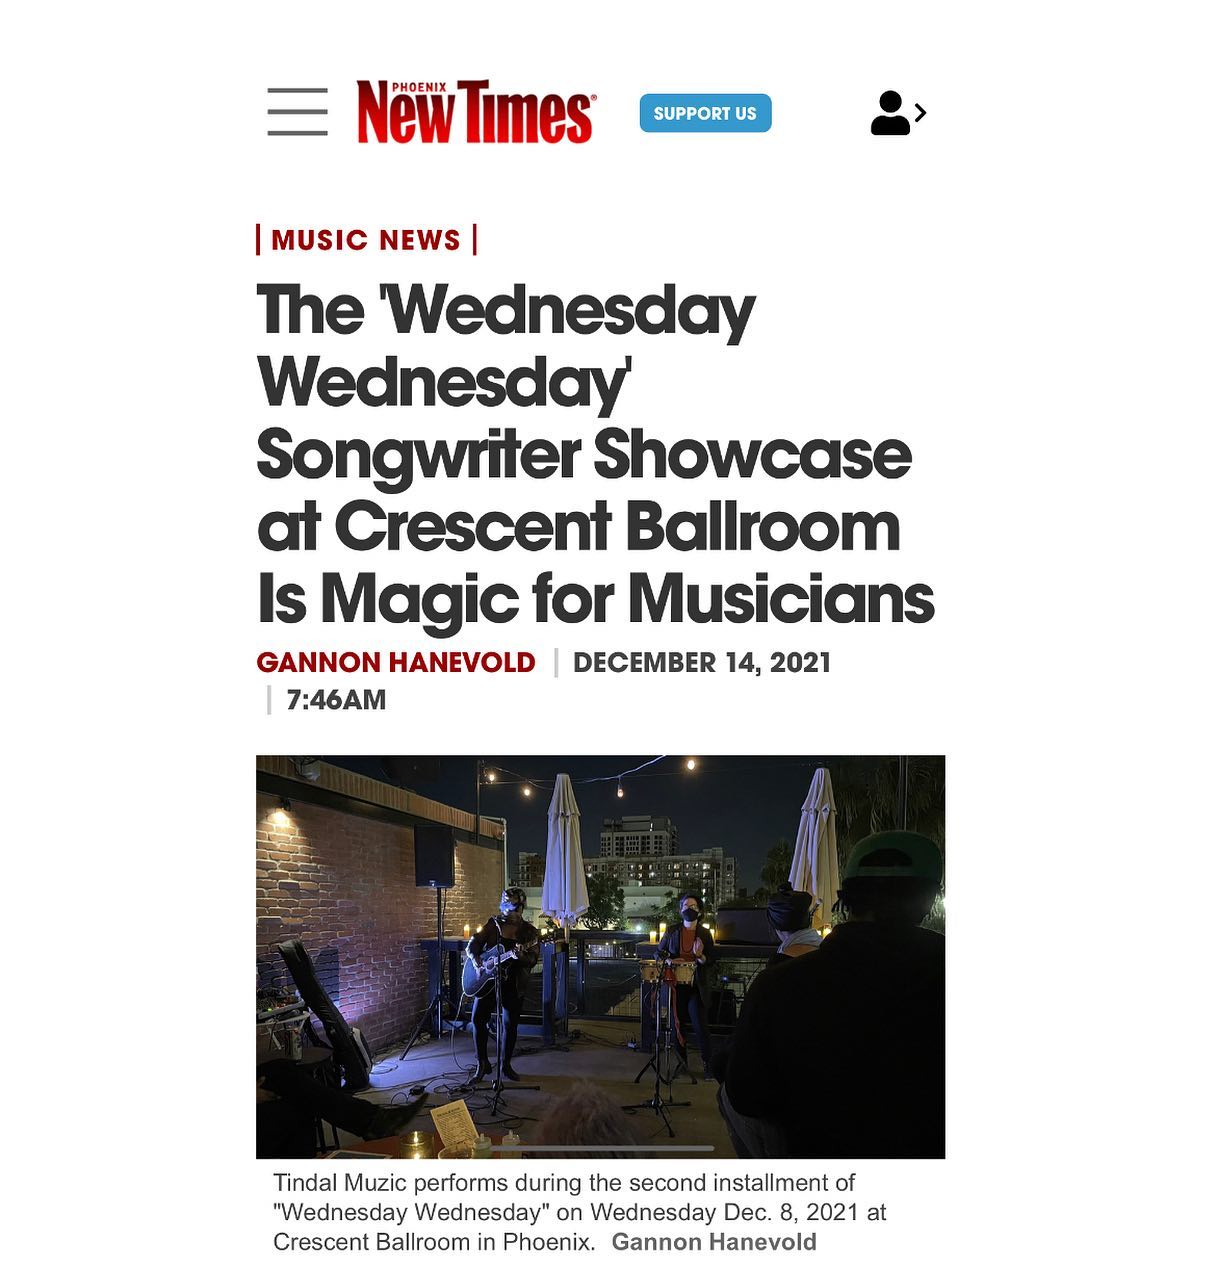 PHOENIX
New Times®
SUPPORT US
MUSIC NEWS
The 'Wednesday
Wednesday'
Songwriter Showcase
at Crescent Ballroom
Is Magic for Musicians
GANNON HANEVOLD | DECEMBER 14, 2021
| 7:46AM
Tindal Muzic performs during the second installment of
"Wednesday Wednesday" on Wednesday Dec. 8, 2021 at
Crescent Ballroom in Phoenix. Gannon Hanevold